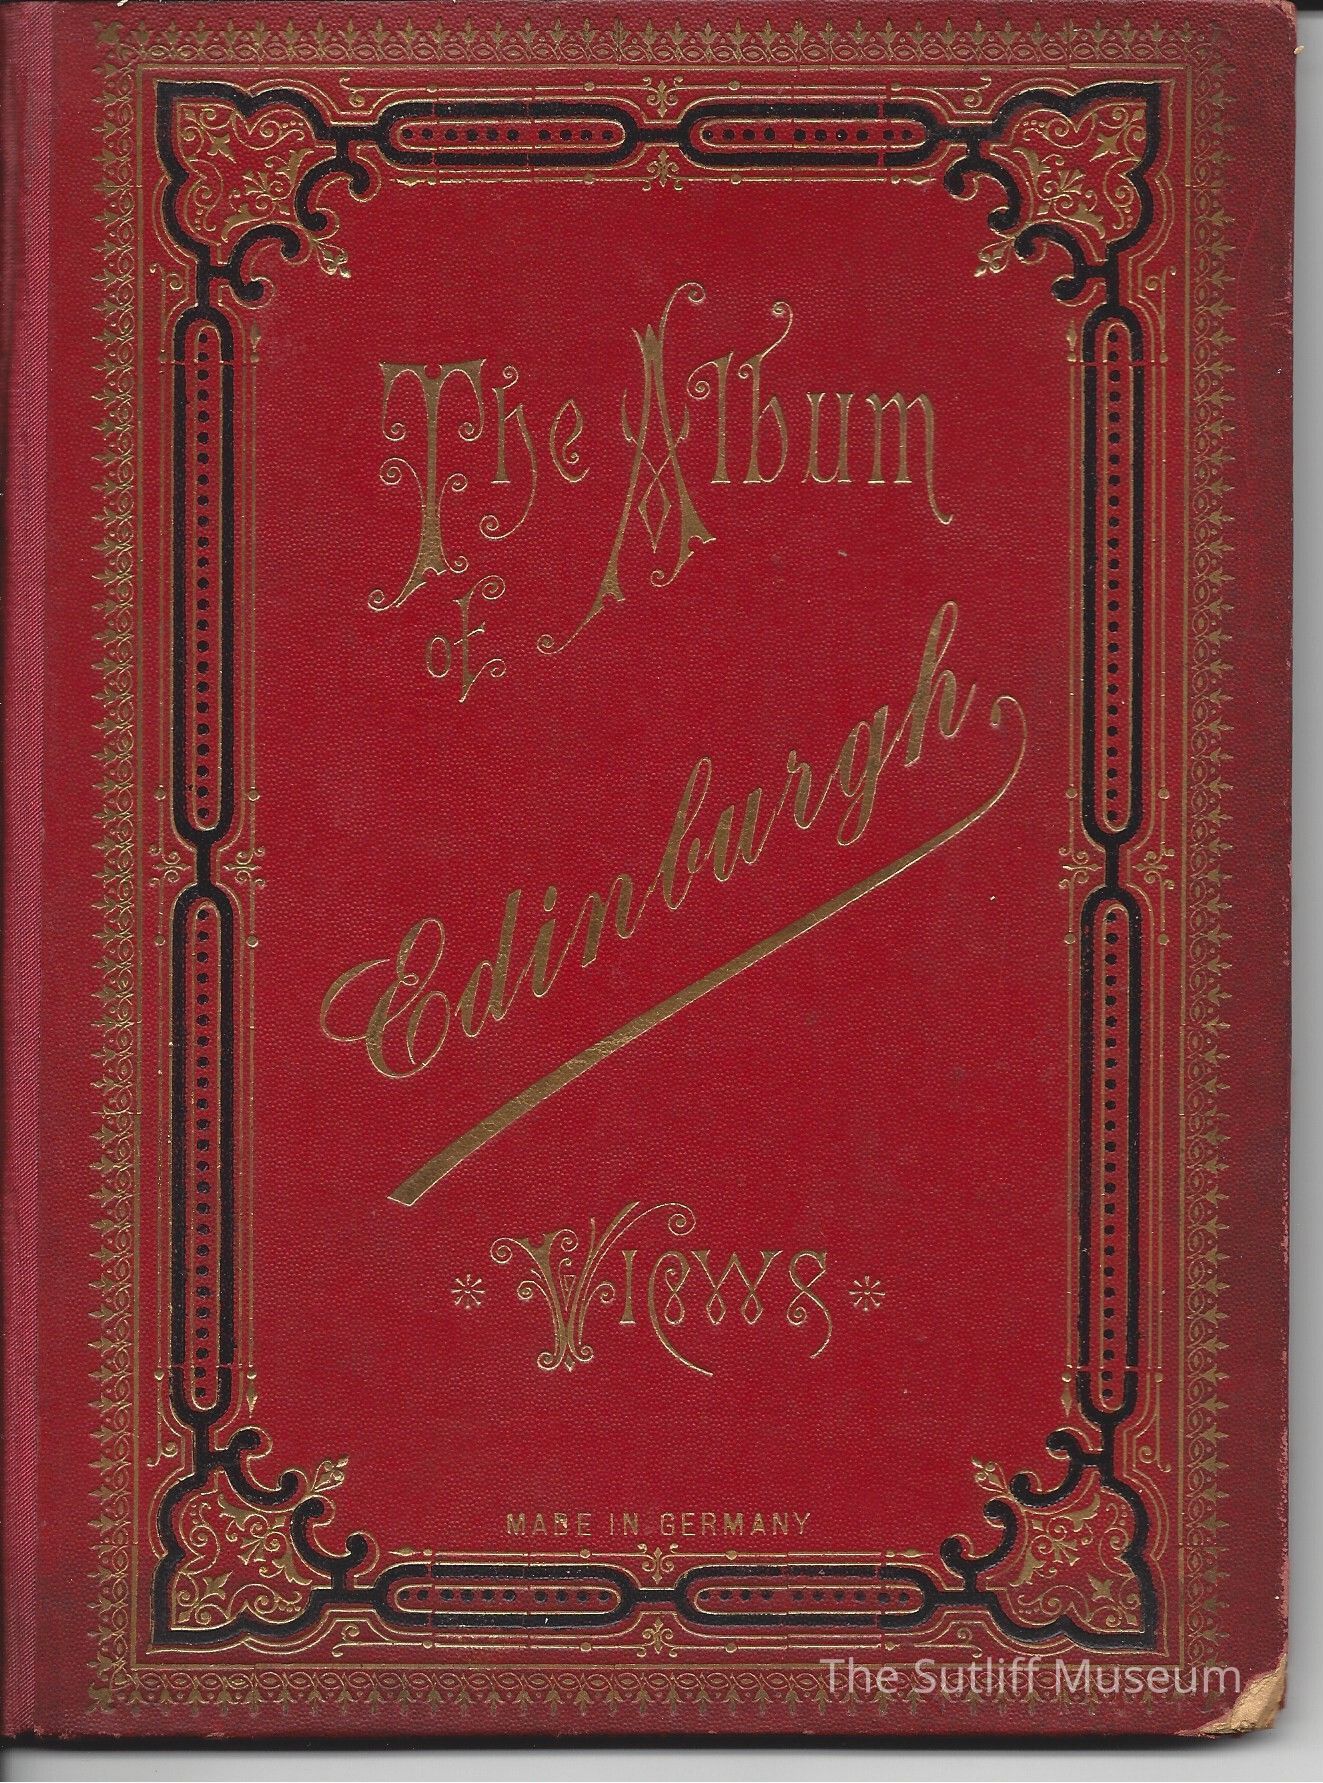 The Album
of
Edinburgh
Views
MADE IN GERMANY
The Sutliff Museum